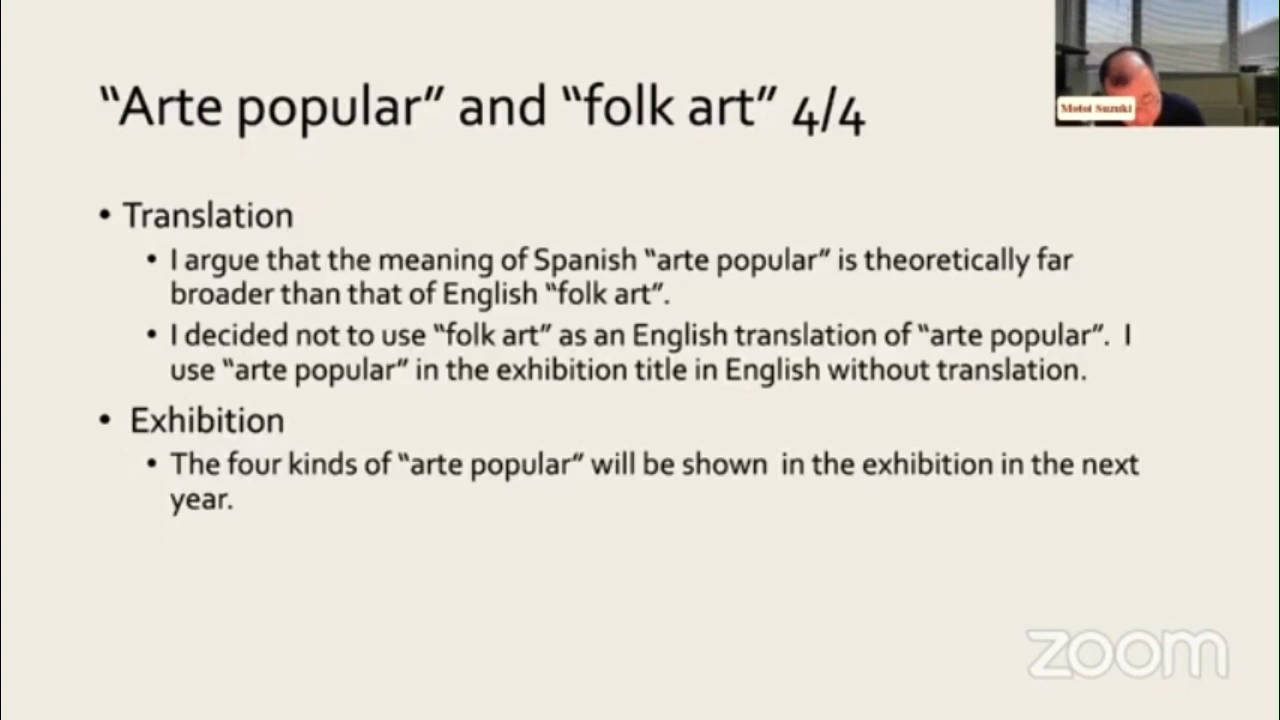 “Arte popular” and “folk art” 4/4
Motoi Suzuki
• Translation
• I argue that the meaning of Spanish “arte popular” is theoretically far
broader than that of English “folk art”.
• I decided not to use “folk art” as an English translation of “arte popular”. I
use “arte popular” in the exhibition title in English without translation.
• Exhibition
• The four kinds of “arte popular” will be shown in the exhibition in the next
year.
zoom